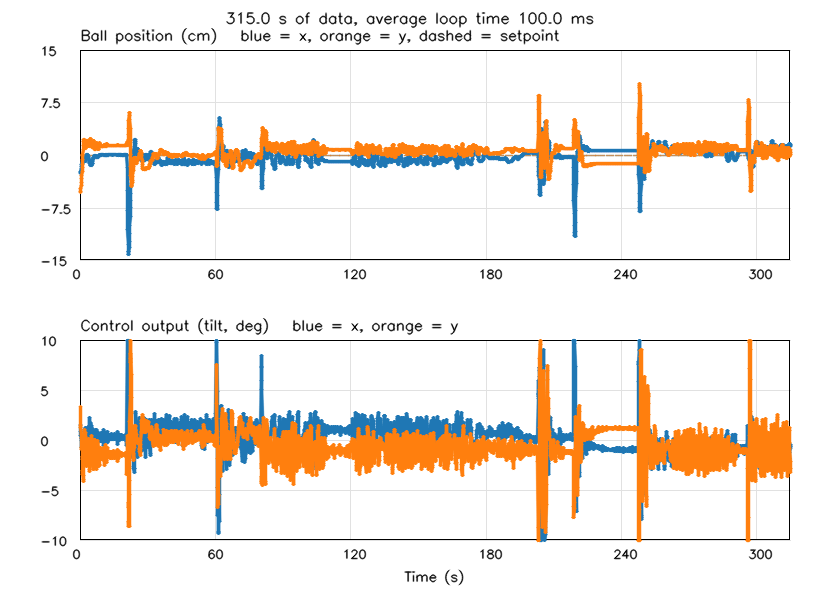 315.0 s of data, average loop time 100.0 ms
Ball position (cm) blue = x, orange = y, dashed = setpoint
15
7.5
0
-7.5
-15
0 60 120 180 240 300
Control output (tilt, deg) blue = x, orange = y
10
5
0
-5
-10
0 60 120 180 240 300
Time (s)